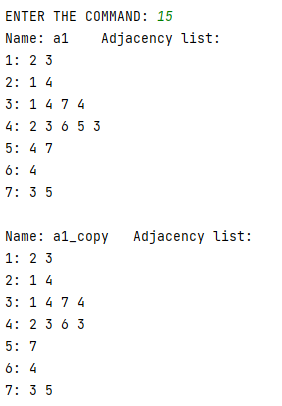 ENTER THE COMMAND: 15
Name: a1    Adjacency list:
1: 2 3
2: 1 4
3: 1 4 7 4
4: 2 3 6 5 3
5: 4 7
6: 4
7: 3 5

Name: a1_copy   Adjacency list:
1: 2 3
2: 1 4
3: 1 4 7 4
4: 2 3 6 3
5: 7
6: 4
7: 3 5